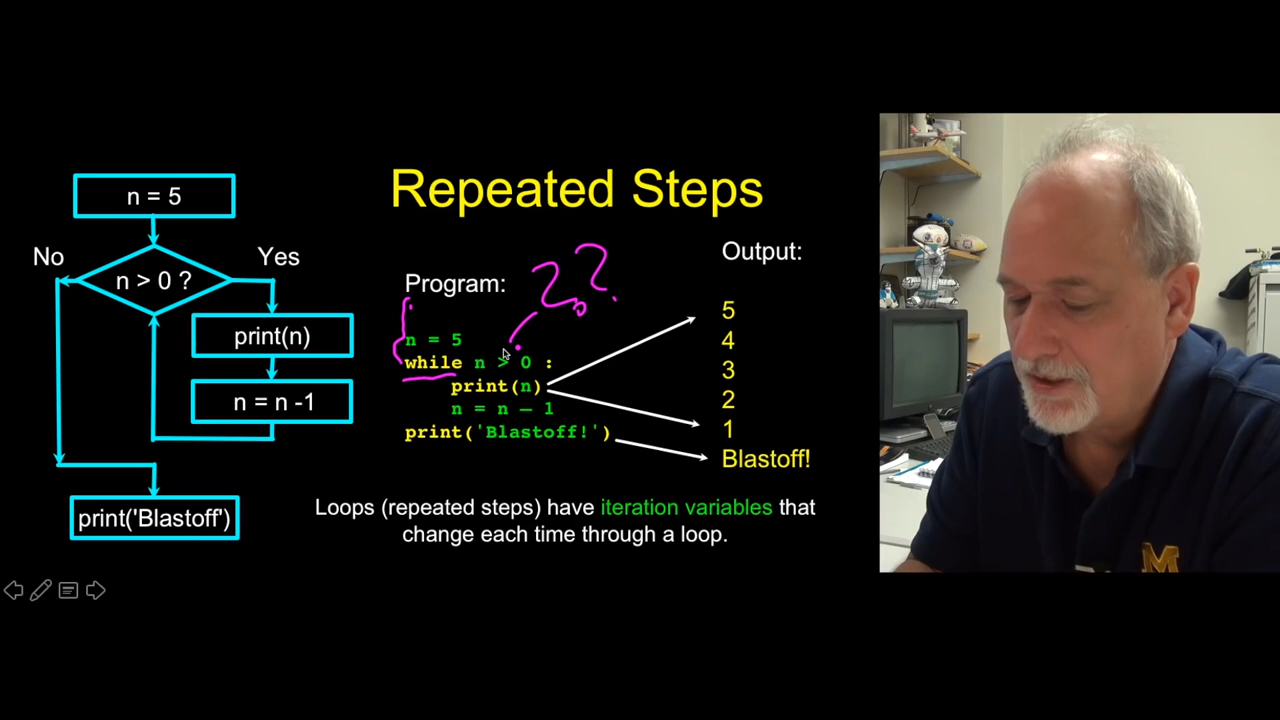 Repeated Steps
n = 5
No
n > 0 ?
Yes
print(n)
n = n -1
print('Blastoff')
Program:
??
n = 5
while n > 0 :
print(n)
n = n – 1
print('Blastoff!')
Output:
5
4
3
2
1
Blastoff!
Loops (repeated steps) have iteration variables that
change each time through a loop.
M